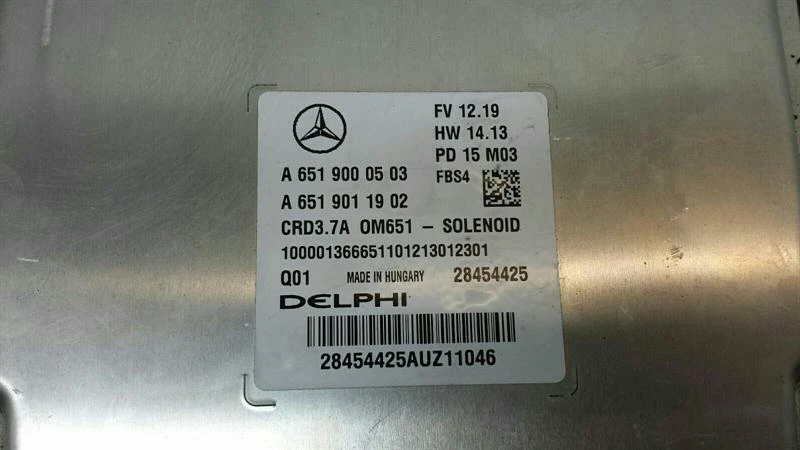 FV 12.19
HW 14.13
PD 15 M03
A 651 900 05 03
FBS4
A 651 901 19 02
CRD3.7A OM651 – SOLENOID
1000013666651101213012301
Q01 MADE IN HUNGARY 28454425
DELPHI
28454425AUZ11046